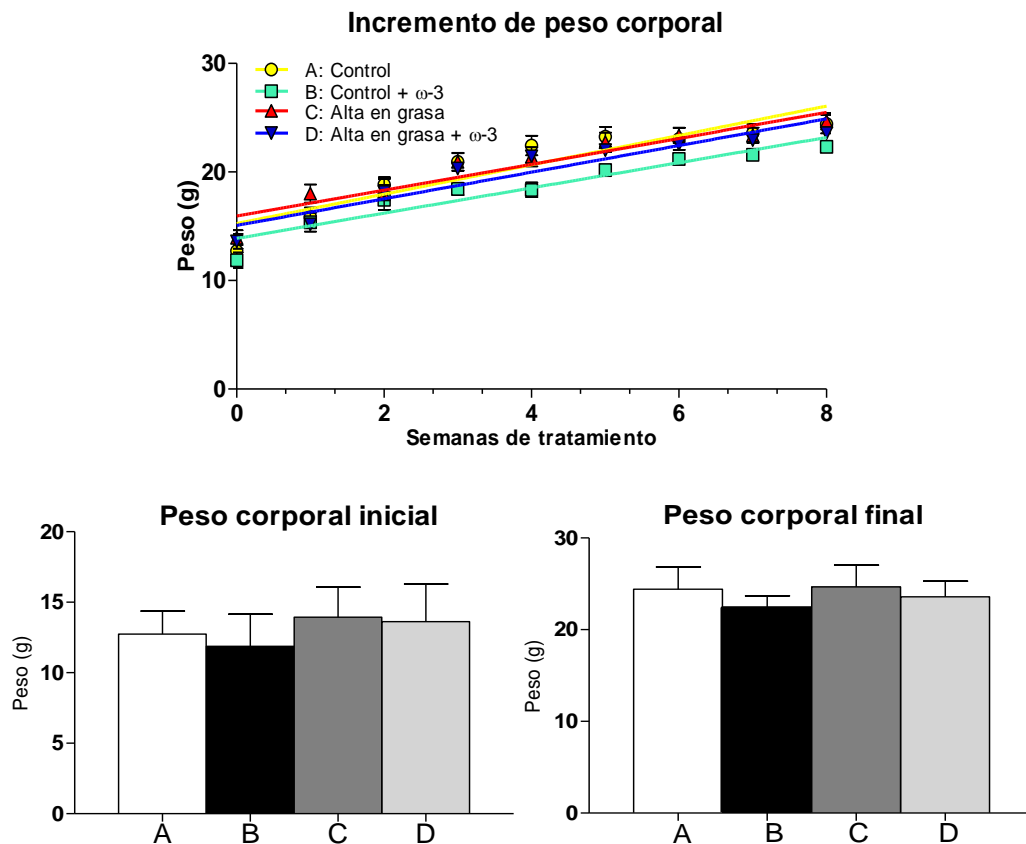 Incremento de peso corporal
30
20
10
0
Peso (g)
A: Control
B: Control + ω-3
C: Alta en grasa
D: Alta en grasa + ω-3
0 2 4 6 8
Semanas de tratamiento
Peso corporal inicial
20
15
10
5
0
Peso (g)
A B C D
Peso corporal final
30
20
10
0
Peso (g)
A B C D